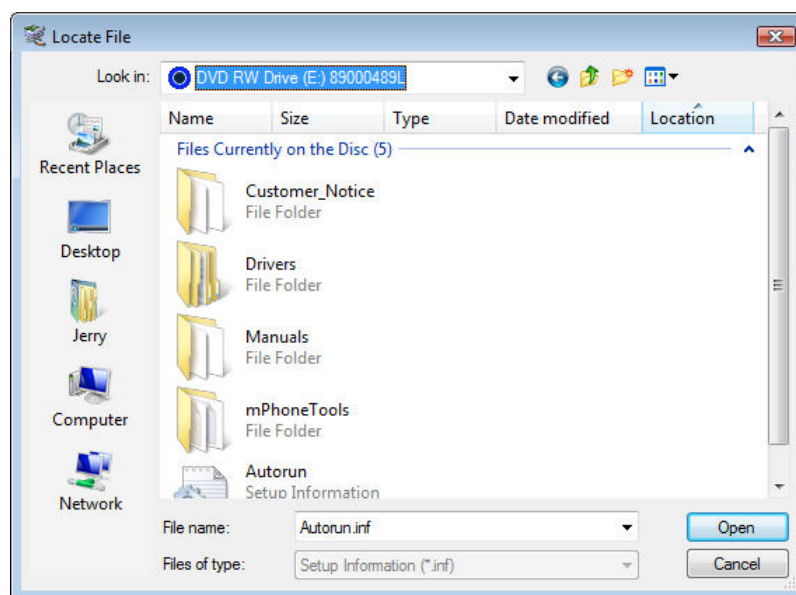 Locate File
Look in: DVD RW Drive (E:) 89000489L
Name Size Type Date modified Location
Files Currently on the Disc (5)
Customer_Notice
File Folder
Drivers
File Folder
Manuals
File Folder
mPhoneTools
File Folder
Autorun
Setup Information
Recent Places
Desktop
Jerry
Computer
Network
File name: Autorun.inf Open
Files of type: Setup Information (*.inf) Cancel